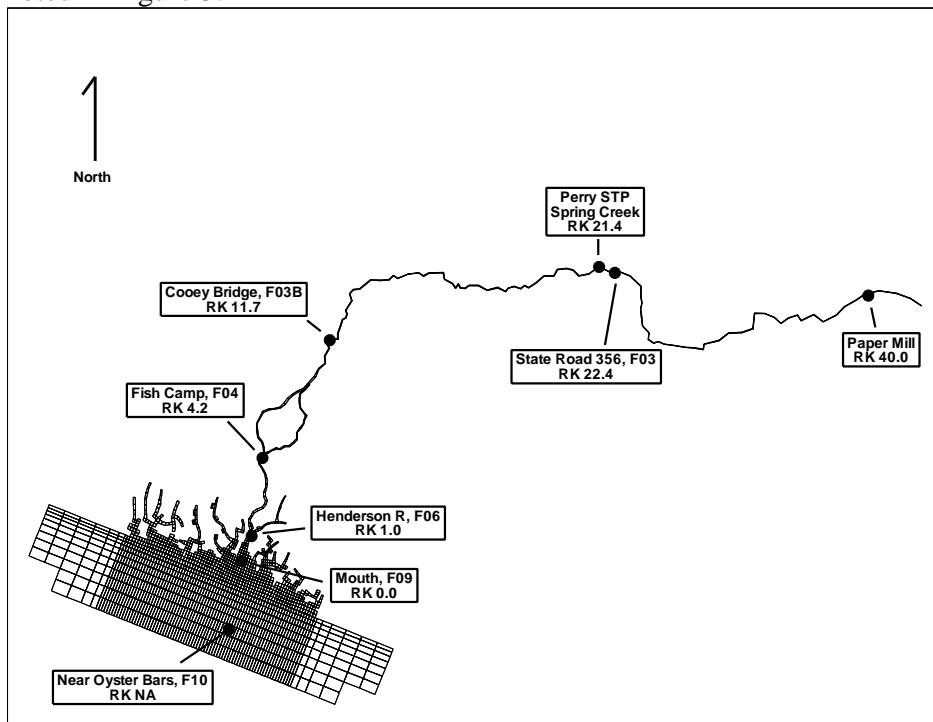 North
Perry STP
Spring Creek
RK 21.4
Cooey Bridge, F03B
RK 11.7
State Road 356, F03
RK 22.4
Paper Mill
RK 40.0
Fish Camp, F04
RK 4.2
Henderson R, F06
RK 1.0
Mouth, F09
RK 0.0
Near Oyster Bars, F10
RK NA